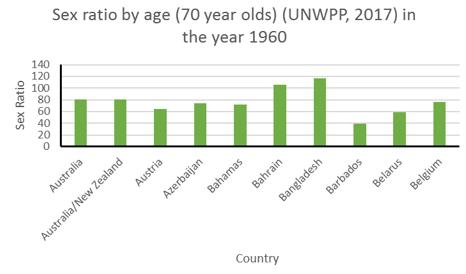 Sex ratio by age (70 year olds) (UNWPP, 2017) in
the year 1960
140
120
100
80
60
40
20
0
Sex Ratio
Australia
Australia/New Zealand
Austria
Azerbaijan
Bahamas
Bahrain
Bangladesh
Barbados
Belarus
Belgium
Country